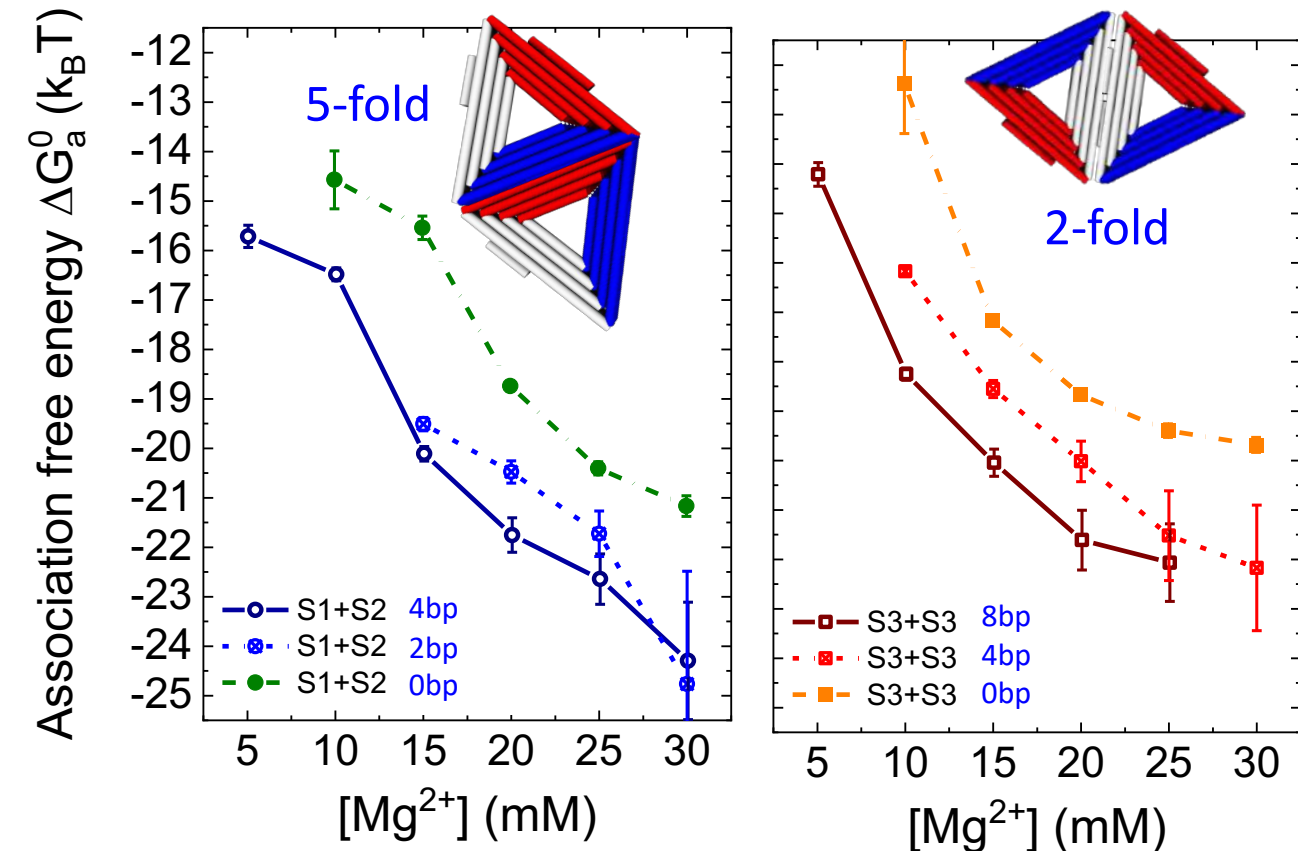 Association free energy ΔG⁰ₐ (k_BT)
-12
-13
-14
-15
-16
-17
-18
-19
-20
-21
-22
-23
-24
-25
5-fold
S1+S2 4bp
S1+S2 2bp
S1+S2 0bp
5 10 15 20 25 30
[Mg²⁺] (mM)
2-fold
S3+S3 8bp
S3+S3 4bp
S3+S3 0bp
5 10 15 20 25 30
[Mg²⁺] (mM)